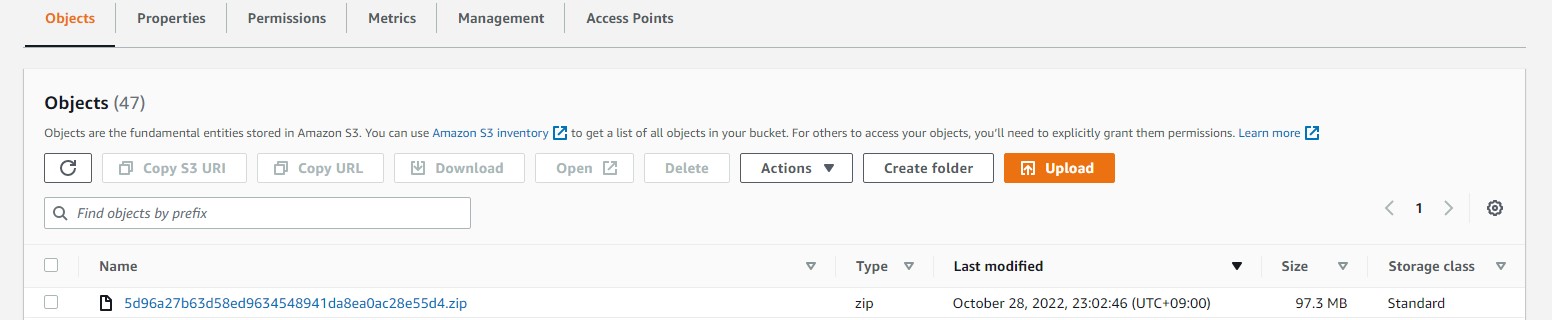 Objects Properties Permissions Metrics Management Access Points
Objects (47)
Objects are the fundamental entities stored in Amazon S3. You can use Amazon S3 inventory to get a list of all objects in your bucket. For others to access your objects, you'll need to explicitly grant them permissions. Learn more
Copy S3 URI Copy URL Download Open Delete Actions Create folder Upload
Find objects by prefix 1
Name Type Last modified Size Storage class
5d96a27b63d58ed9634548941da8ea0ac28e55d4.zip zip October 28, 2022, 23:02:46 (UTC+09:00) 97.3 MB Standard